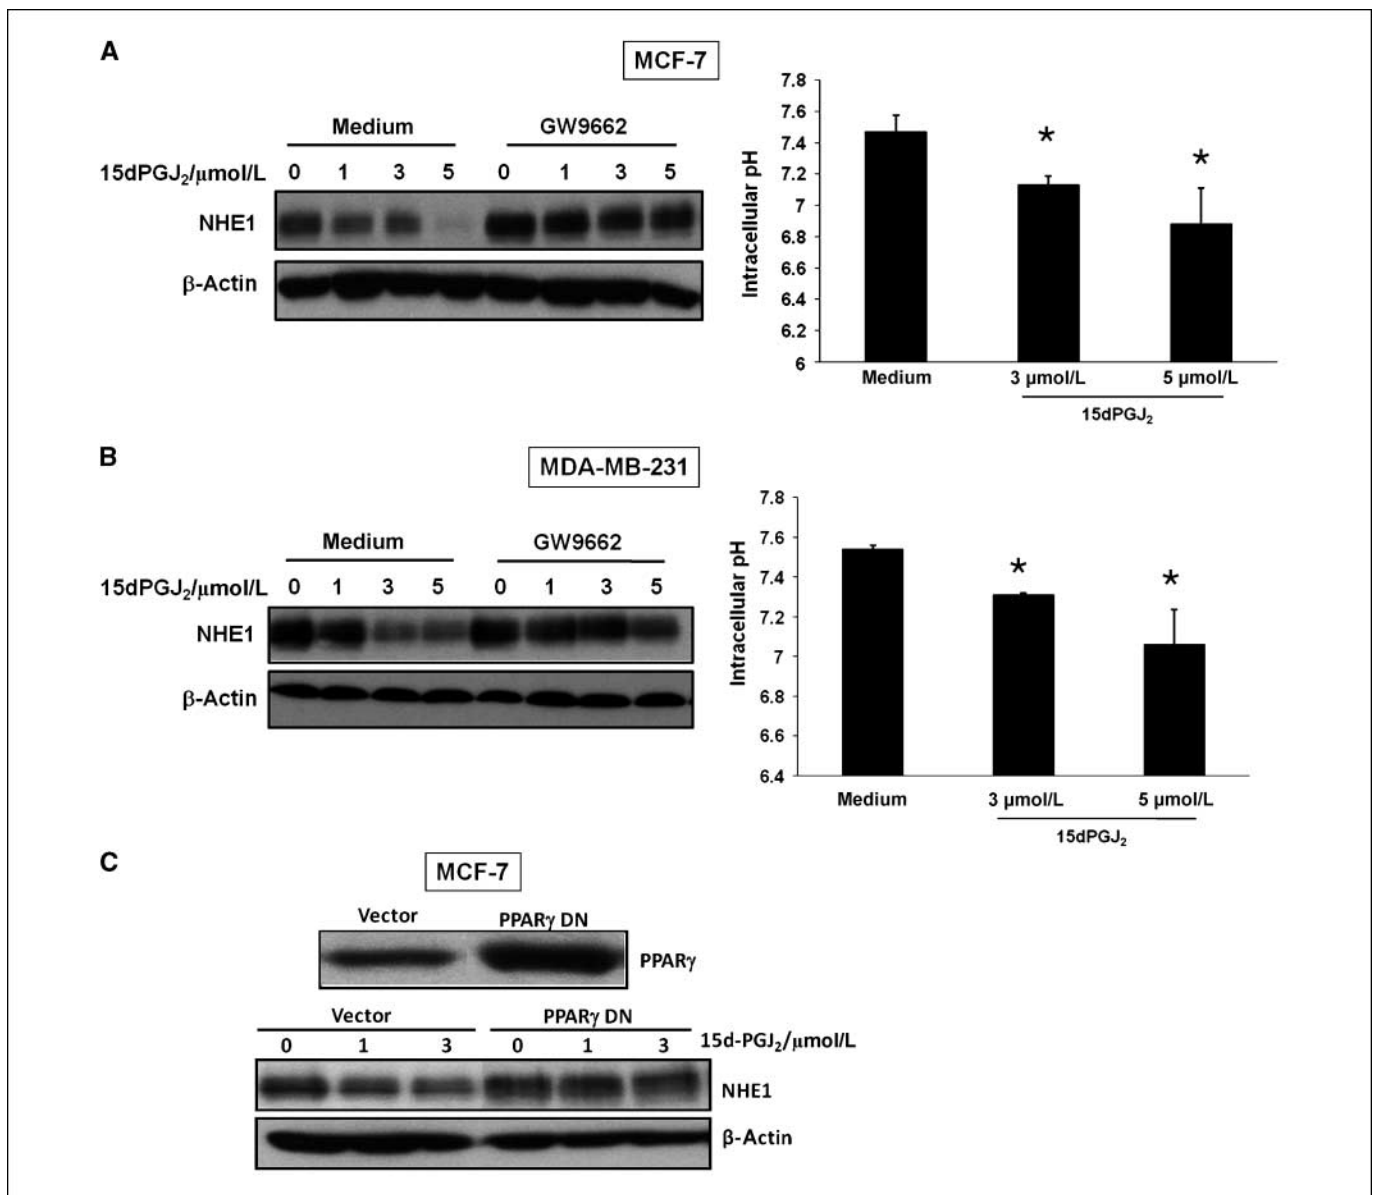 A
MCF-7
Medium GW9662
15dPGJ₂/μmol/L 0 1 3 5 0 1 3 5
NHE1
β-Actin
Intracellular pH
7.8
7.6
7.4
7.2
7
6.8
6.6
6.4
6.2
6
* *
Medium 3 μmol/L 5 μmol/L
15dPGJ₂
B
MDA-MB-231
Medium GW9662
15dPGJ₂/μmol/L 0 1 3 5 0 1 3 5
NHE1
β-Actin
Intracellular pH
7.8
7.6
7.4
7.2
7
6.8
6.6
6.4
* *
Medium 3 μmol/L 5 μmol/L
15dPGJ₂
C
MCF-7
Vector PPARγ DN
PPARγ
Vector PPARγ DN
0 1 3 0 1 3 15d-PGJ₂/μmol/L
NHE1
β-Actin